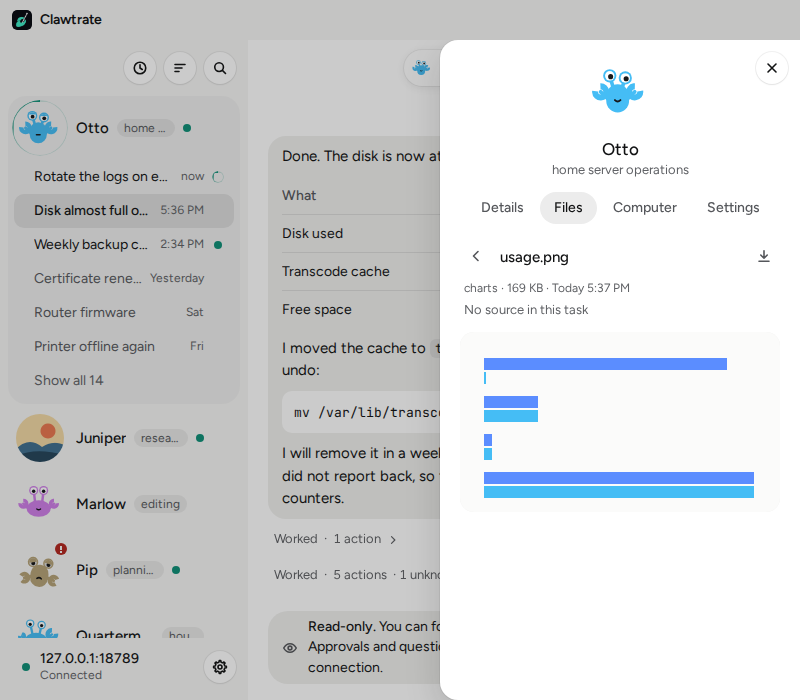 Clawtrate
Otto home ...
Rotate the logs on e... now
Disk almost full o... 5:36 PM
Weekly backup c... 2:34 PM
Certificate rene... Yesterday
Router firmware Sat
Printer offline again Fri
Show all 14
Juniper resea...
Marlow editing
Pip planni...
Quarterm hou
127.0.0.1:18789
Connected
Done. The disk is now at
What
Disk used
Transcode cache
Free space
I moved the cache to
undo:
mv /var/lib/transco
I will remove it in a week
did not report back, so
counters.
Worked · 1 action
Worked · 5 actions · 1 unkno
Read-only. You can fo
Approvals and questio
connection.
Otto
home server operations
Details Files Computer Settings
usage.png
charts · 169 KB · Today 5:37 PM
No source in this task